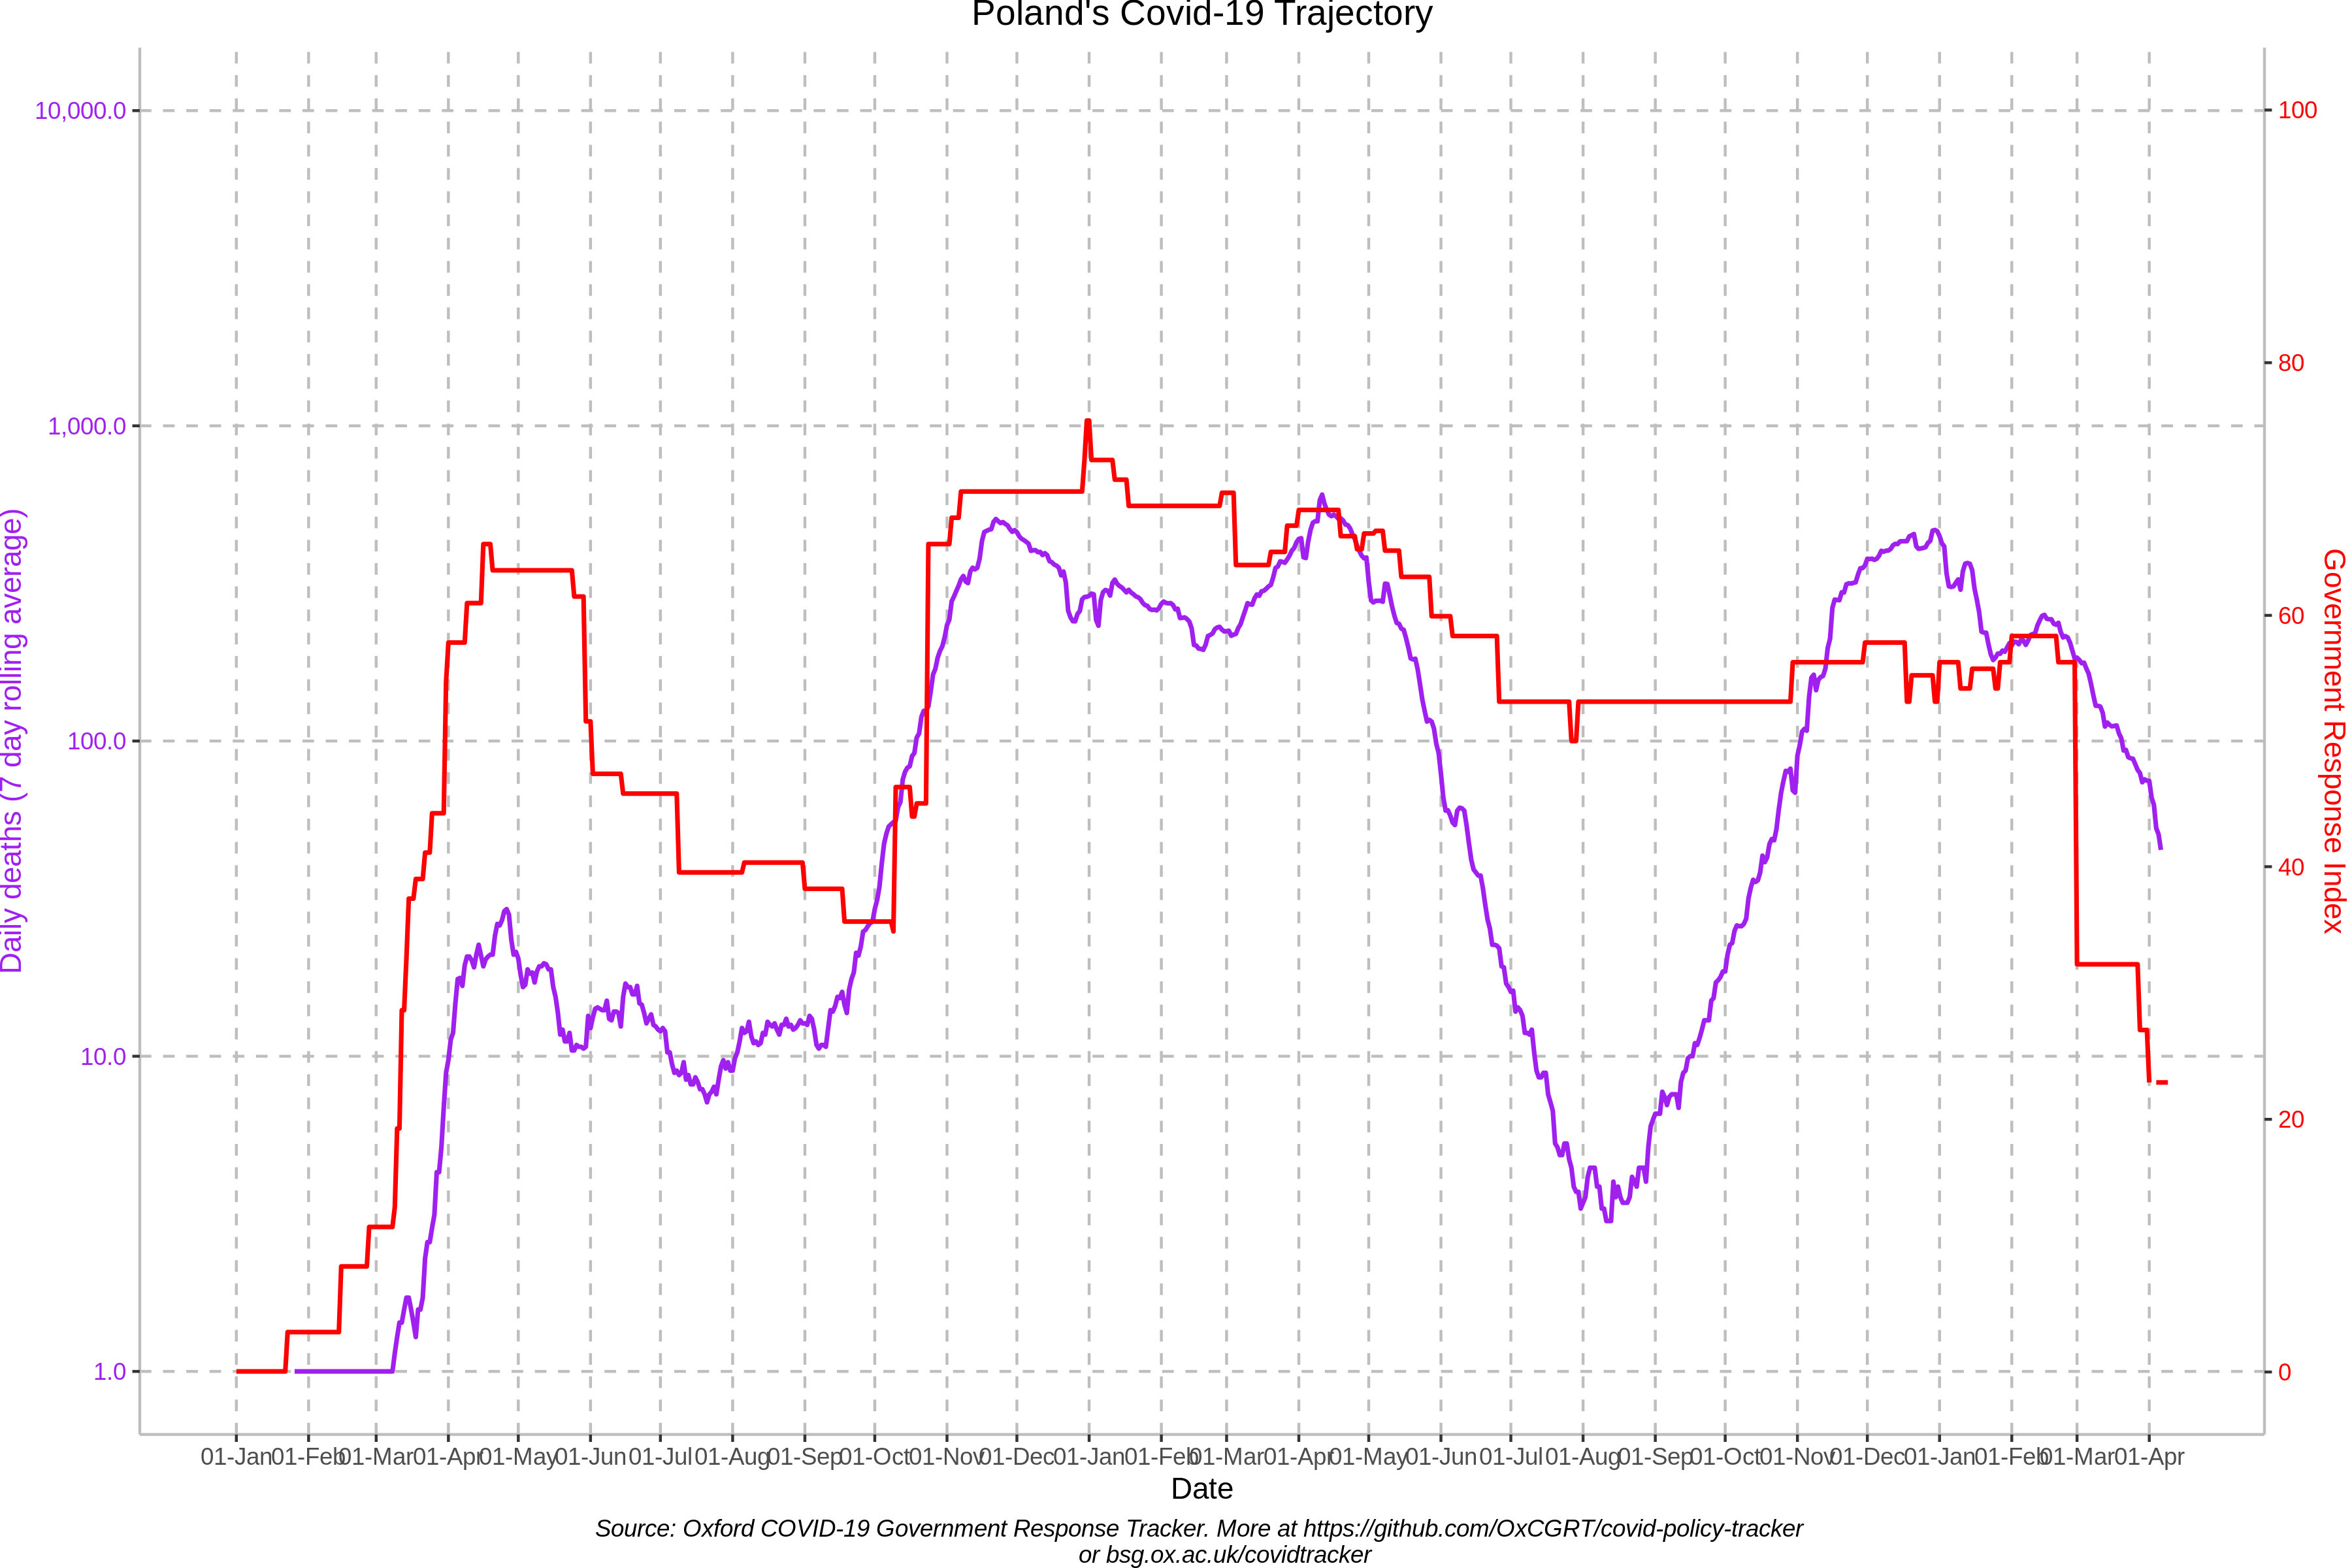 Poland's Covid-19 Trajectory
10,000.0
1,000.0
100.0
10.0
1.0
Daily deaths (7 day rolling average)
100
80
60
40
20
0
Government Response Index
01-Jan 01-Feb 01-Mar 01-Apr 01-May 01-Jun 01-Jul 01-Aug 01-Sep 01-Oct 01-Nov 01-Dec 01-Jan 01-Feb 01-Mar 01-Apr 01-May 01-Jun 01-Jul 01-Aug 01-Sep 01-Oct 01-Nov 01-Dec 01-Jan 01-Feb 01-Mar 01-Apr
Date
Source: Oxford COVID-19 Government Response Tracker. More at https://github.com/OxCGRT/covid-policy-tracker
or bsg.ox.ac.uk/covidtracker